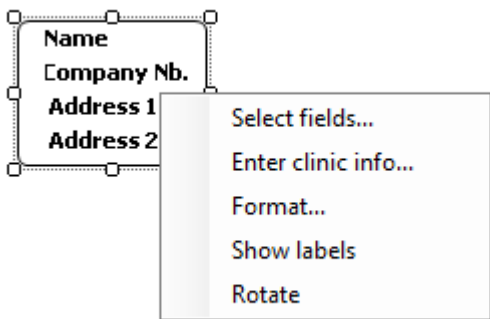 Name
Company Nb.
Address 1
Address 2
Select fields...
Enter clinic info...
Format...
Show labels
Rotate